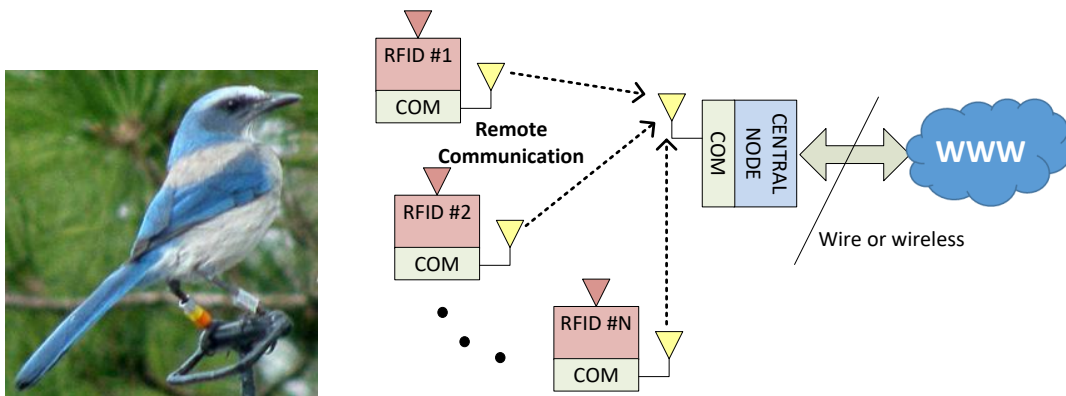 RFID #1
COM
Remote
Communication
RFID #2
COM
RFID #N
COM
COM
CENTRAL
NODE
WWW
Wire or wireless